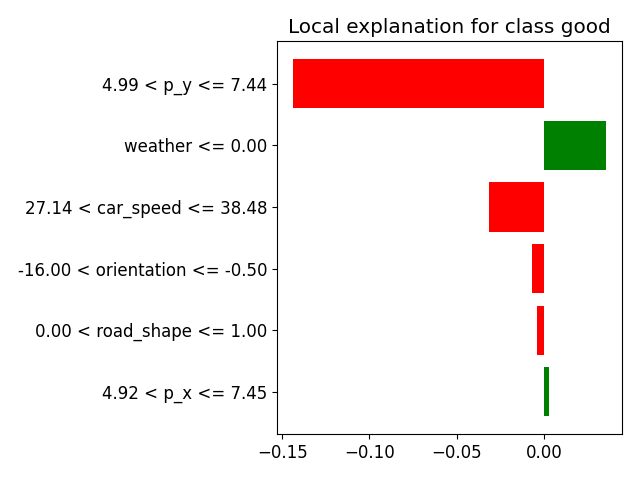 Local explanation for class good
4.99 < p_y <= 7.44
weather <= 0.00
27.14 < car_speed <= 38.48
-16.00 < orientation <= -0.50
0.00 < road_shape <= 1.00
4.92 < p_x <= 7.45
−0.15 −0.10 −0.05 0.00